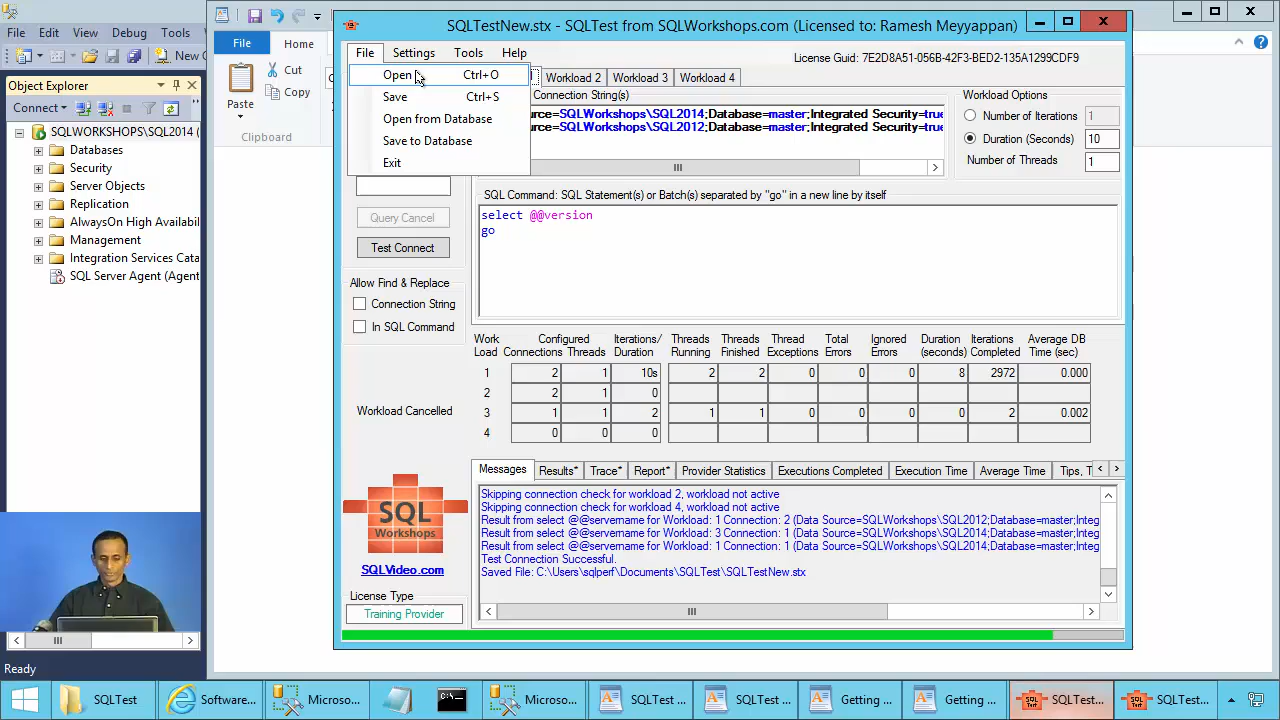 File Edit View Debug Tools
New
Object Explorer
Connect
SQLWORKSHOPS\SQL2014
Databases
Security
Server Objects
Replication
AlwaysOn High Availabil
Management
Integration Services Cata
SQL Server Agent (Agent
Ready
File Home
Paste
Cut
Copy
Clipboard
SQLTestNew.stx - SQLTest from SQLWorkshops.com (Licensed to: Ramesh Meyyappan)
File Settings Tools Help
License Guid: 7E2D8A51-056B-42F3-BED2-135A1299CDF9
Open Ctrl+O
Save Ctrl+S
Open from Database
Save to Database
Exit
Workload 2 Workload 3 Workload 4
Connection String(s)
rce=SQLWorkshops\SQL2014;Database=master;Integrated Security=true
rce=SQLWorkshops\SQL2012;Database=master;Integrated Security=true
Workload Options
Number of Iterations 1
Duration (Seconds) 10
Number of Threads 1
Query Cancel
Test Connect
Allow Find & Replace
Connection String
In SQL Command
SQL Command: SQL Statement(s) or Batch(s) separated by "go" in a new line by itself
select @@version
go
Work Load Configured Connections Threads Iterations/ Duration Threads Running Threads Finished Thread Exceptions Total Errors Ignored Errors Duration (seconds) Iterations Completed Average DB Time (sec)
1 2 1 10s 2 2 0 0 0 8 2972 0.000
2 2 1 0
3 1 1 2 1 1 0 0 0 0 2 0.002
4 0 0 0
Workload Cancelled
Messages Results* Trace* Report* Provider Statistics Executions Completed Execution Time Average Time Tips, T
Skipping connection check for workload 2, workload not active
Skipping connection check for workload 4, workload not active
Result from select @@servername for Workload: 1 Connection: 2 (Data Source=SQLWorkshops\SQL2012;Database=master;Integ
Result from select @@servername for Workload: 3 Connection: 1 (Data Source=SQLWorkshops\SQL2014;Database=master;Integ
Result from select @@servername for Workload: 1 Connection: 1 (Data Source=SQLWorkshops\SQL2014;Database=master;Integ
Test Connection Successful.
Saved File: C:\Users\sqlperf\Documents\SQLTest\SQLTestNew.stx
SQL
Workshops
SQLVideo.com
License Type
Training Provider
SQLTest Software... Microso... Microso... SQLTest ... SQLTest ... Getting ... Getting ... SQLTest... SQLTest...